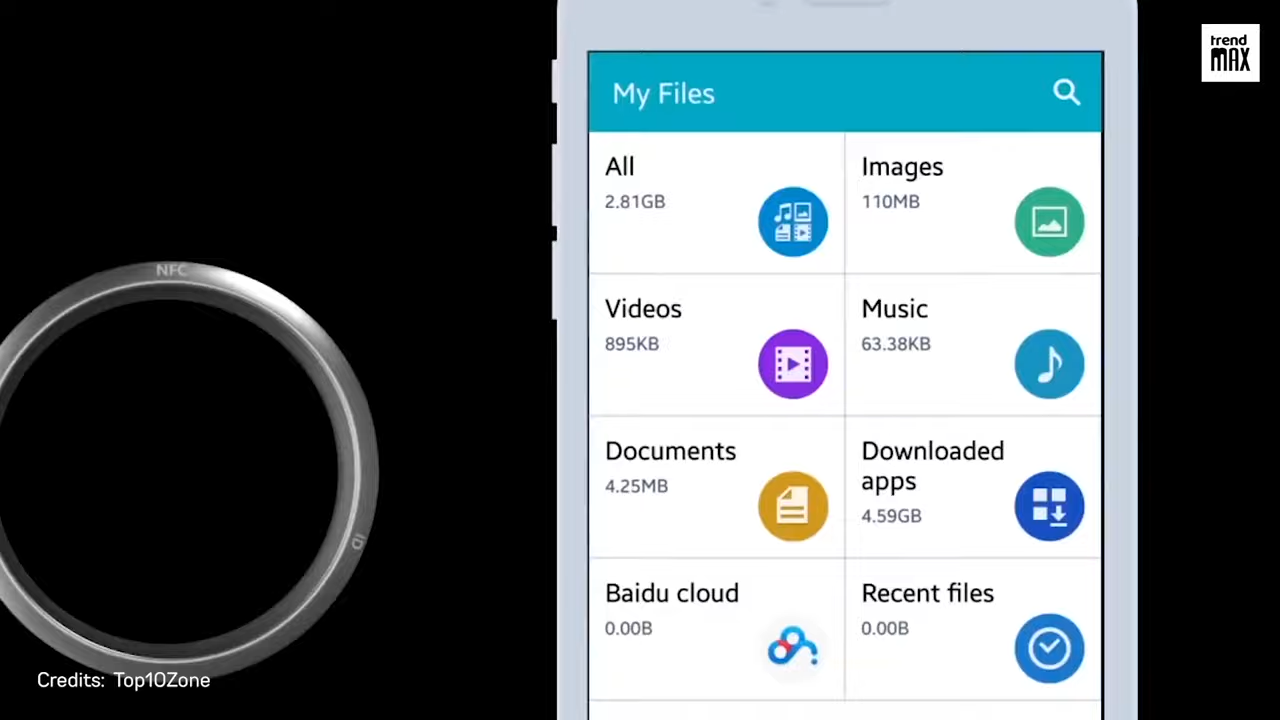 trend
MAX
My Files
All
2.81GB
Images
110MB
Videos
895KB
Music
63.38KB
Documents
4.25MB
Downloaded
apps
4.59GB
Baidu cloud
0.00B
Recent files
0.00B
NFC
ID
Credits: Top10Zone